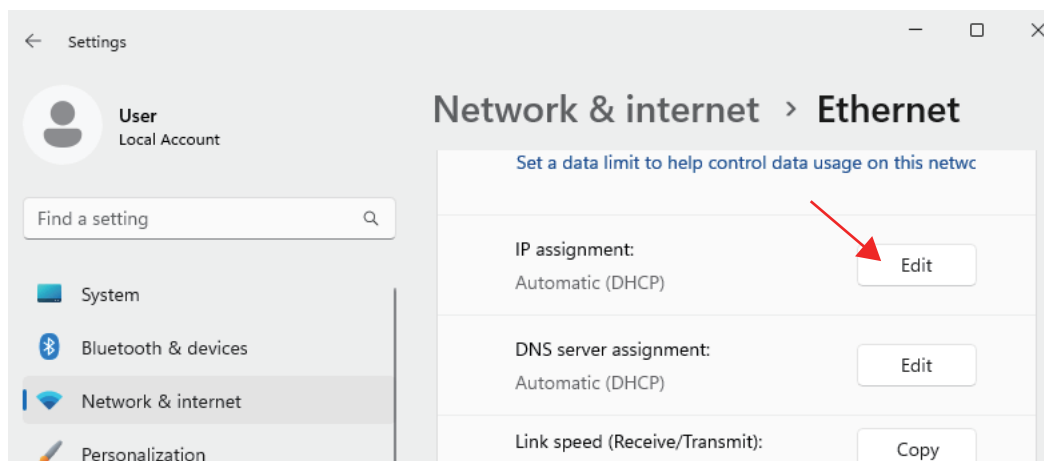 Settings
User
Local Account
Find a setting
System
Bluetooth & devices
Network & internet
Personalization
Network & internet > Ethernet
Set a data limit to help control data usage on this netwc
IP assignment:
Automatic (DHCP)
Edit
DNS server assignment:
Automatic (DHCP)
Edit
Link speed (Receive/Transmit):
Copy